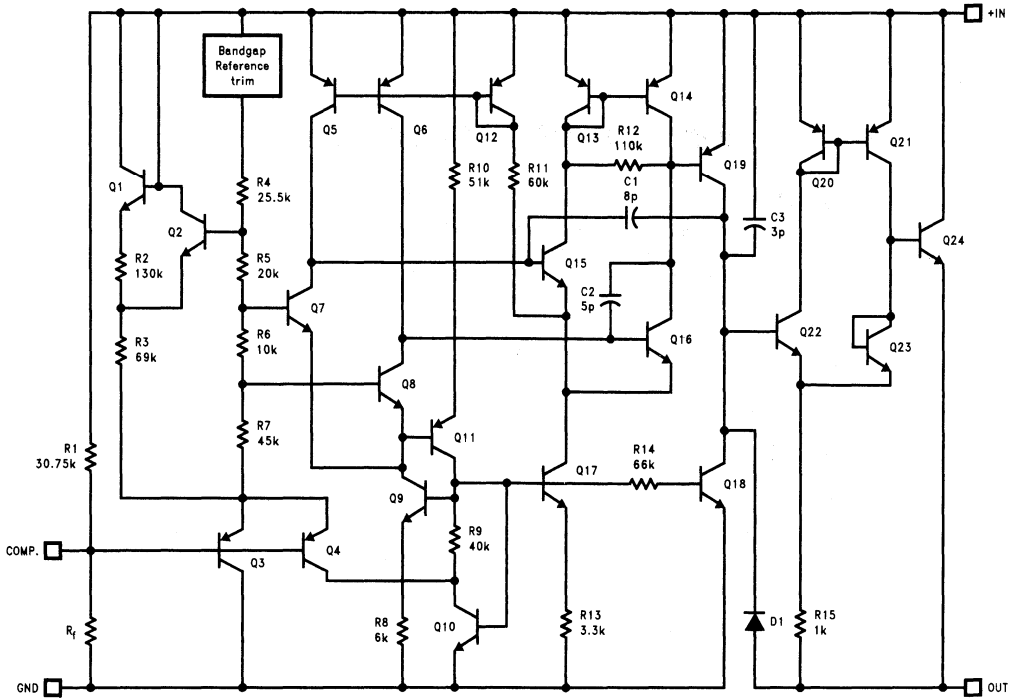 +IN
Bandgap
Reference
trim
Q5
Q6
Q12
Q13
Q14
R12
110k
Q1
R4
25.5k
R10
51k
R11
60k
C1
8p
Q19
Q20
Q21
Q2
C3
3p
R2
130k
R5
20k
Q7
Q15
C2
5p
Q24
R3
69k
R6
10k
Q8
Q16
Q22
Q23
R1
30.75k
R7
45k
Q11
Q9
Q17
R14
66k
Q18
COMP.
Q3
Q4
R9
40k
Rf
R8
6k
Q10
R13
3.3k
D1
R15
1k
GND
OUT